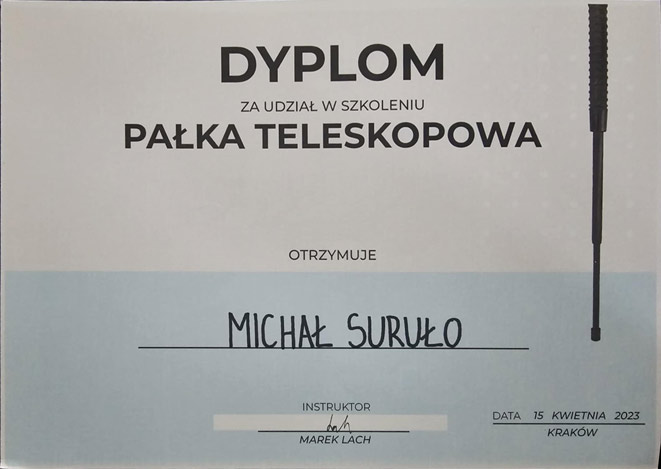 DYPLOM
ZA UDZIAŁ W SZKOLENIU
PAŁKA TELESKOPOWA
OTRZYMUJE
MICHAŁ SURUŁO
INSTRUKTOR
MAREK LACH
DATA 15 KWIETNIA 2023
KRAKÓW